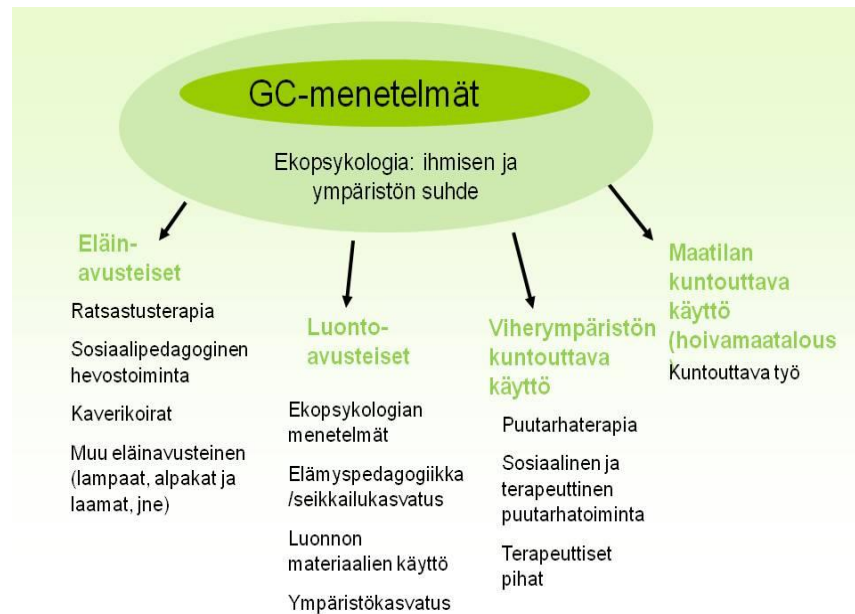 GC-menetelmät
Ekopsykologia: ihmisen ja
ympäristön suhde
Eläin-
avusteiset
Ratsastusterapia
Sosiaalipedagoginen
hevostoiminta
Kaverikoirat
Muu eläinavusteinen
(lampaat, alpakat ja
laamat, jne)
Luonto-
avusteiset
Ekopsykologian
menetelmät
Elämyspedagogiikka
/seikkailukasvatus
Luonnon
materiaalien käyttö
Ympäristökasvatus
Viherympäristön
kuntouttava
käyttö
Puutarhaterapia
Sosiaalinen ja
terapeuttinen
puutarhatoiminta
Terapeuttiset
pihat
Maatilan
kuntouttava
käyttö
(hoivamaatalous
)
Kuntouttava työ